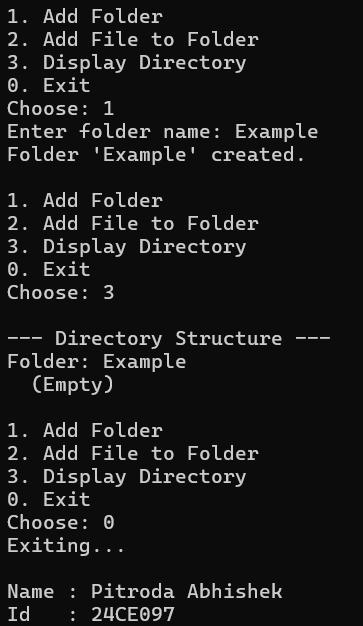 1. Add Folder
2. Add File to Folder
3. Display Directory
0. Exit
Choose: 1
Enter folder name: Example
Folder 'Example' created.
1. Add Folder
2. Add File to Folder
3. Display Directory
0. Exit
Choose: 3
--- Directory Structure ---
Folder: Example
  (Empty)
1. Add Folder
2. Add File to Folder
3. Display Directory
0. Exit
Choose: 0
Exiting...
Name : Pitroda Abhishek
Id   : 24CE097